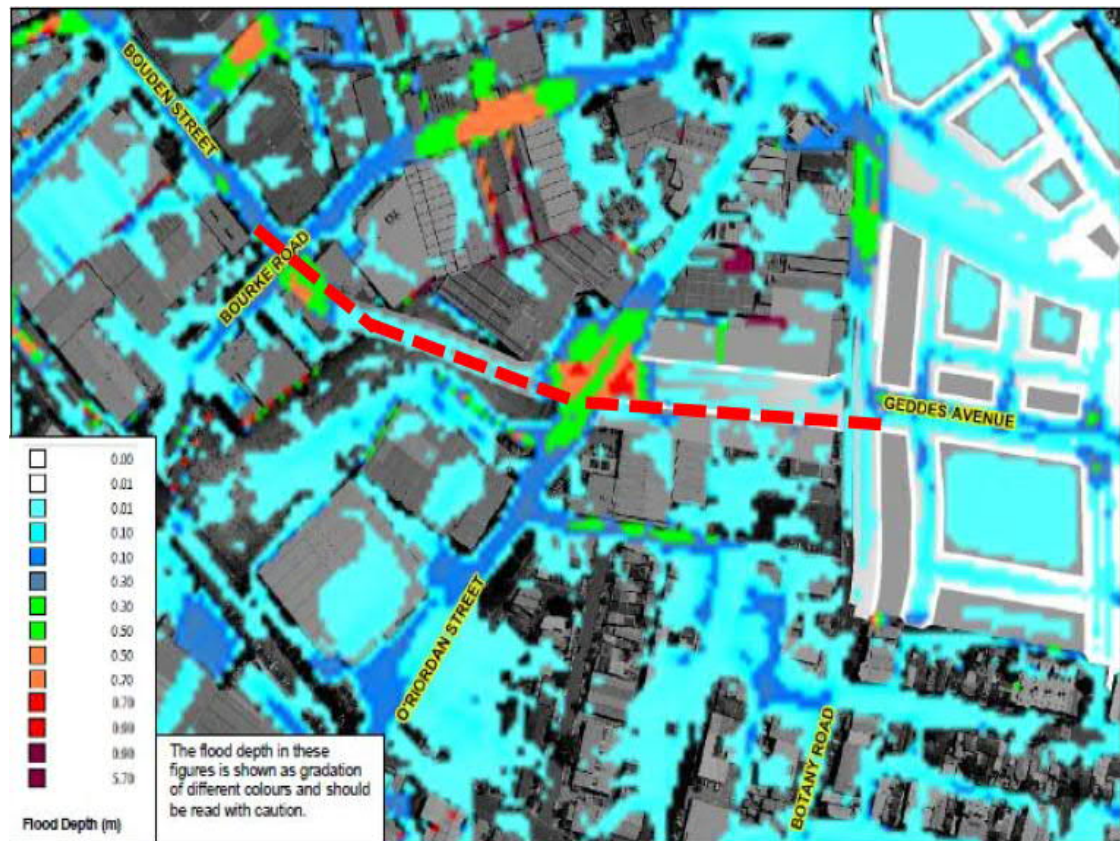 BOUDEN STREET
BOURKE ROAD
GEDDES AVENUE
O'RIORDAN STREET
BOTANY ROAD
0.00
0.01
0.01
0.10
0.10
0.30
0.30
0.50
0.50
0.70
0.70
0.90
0.90
5.70
Flood Depth (m)
The flood depth in these
figures is shown as gradation
of different colours and should
be read with caution.